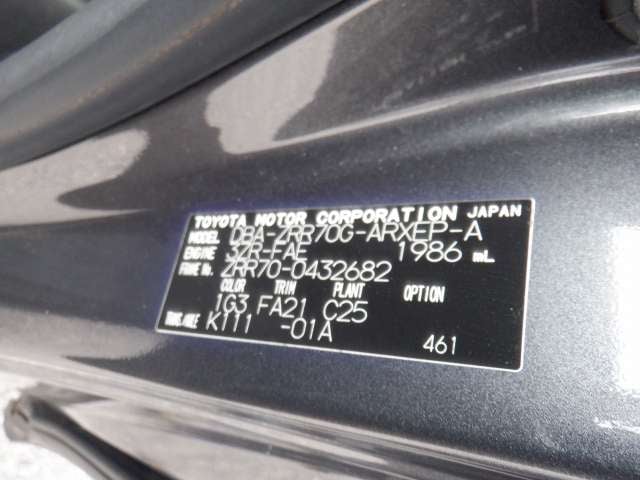 TOYOTA MOTOR CORPORATION JAPAN
MODEL DBA-ZRR70G-ARXEP-A
ENGINE 3ZR-FAE 1986 mL
FRAME No. ZRR70-0432682
COLOR TRIM PLANT OPTION
1G3 FA21 C25
TRANS./AXLE K111 -01A
461